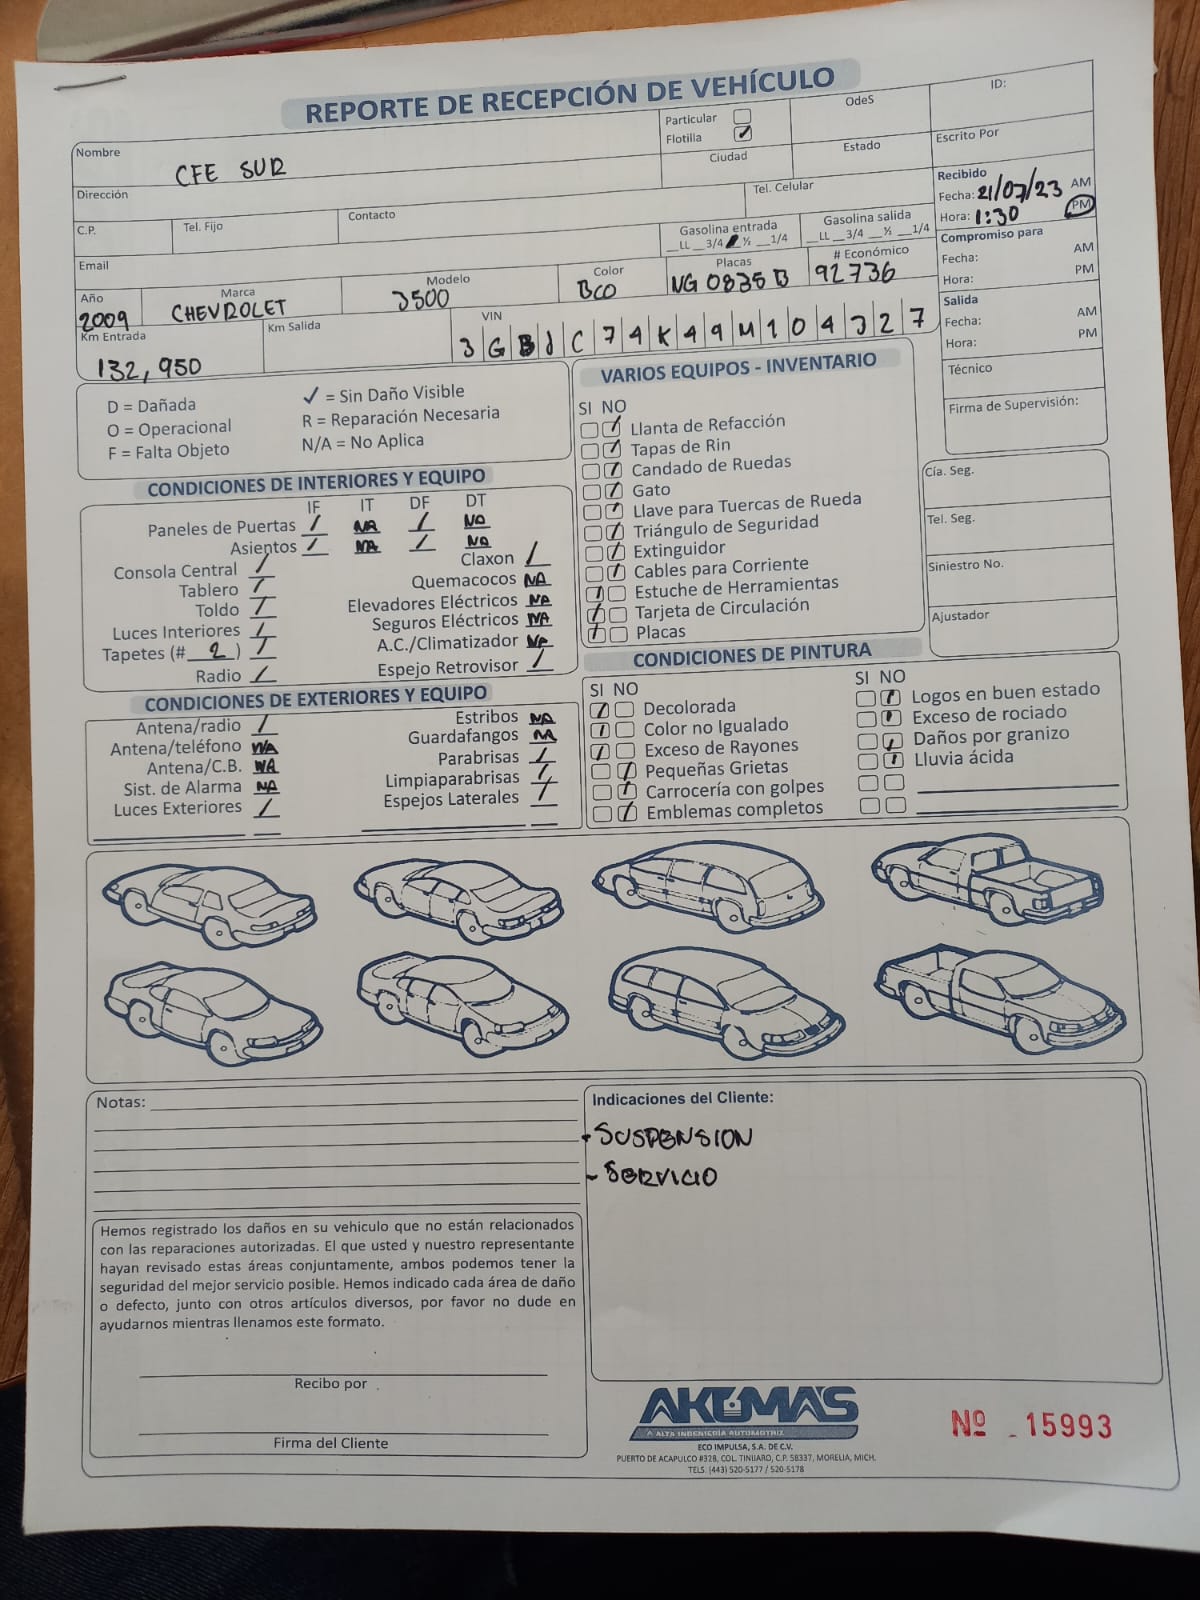 REPORTE DE RECEPCIÓN DE VEHÍCULO
Particular
Flotilla ✓
OdeS
ID:
Nombre
CFE SUR
Ciudad
Estado
Escrito Por
Dirección
Tel. Celular
Recibido
Fecha: 21/07/23 AM
Hora: 1:30 PM
C.P.
Tel. Fijo
Contacto
Gasolina entrada
__LL __3/4 __½ __1/4
Gasolina salida
__LL __3/4 __½ __1/4
Compromiso para
Fecha: AM
Hora: PM
Email
Año
2009
Marca
CHEVROLET
Modelo
3500
Color
BCO
Placas
NG 0835 B
# Económico
92736
Salida
Fecha: AM
Hora: PM
Km Entrada
132,950
Km Salida
VIN
3GBJC74K49M104327
Técnico
Firma de Supervisión:
D = Dañada
O = Operacional
F = Falta Objeto
✓ = Sin Daño Visible
R = Reparación Necesaria
N/A = No Aplica
CONDICIONES DE INTERIORES Y EQUIPO
IF IT DF DT
Paneles de Puertas / NA / NA
Asientos / NA / NA
Consola Central /
Tablero /
Toldo /
Luces Interiores /
Tapetes (# 2 ) /
Radio /
Claxon /
Quemacocos NA
Elevadores Eléctricos NA
Seguros Eléctricos NA
A.C./Climatizador NA
Espejo Retrovisor /
CONDICIONES DE EXTERIORES Y EQUIPO
Antena/radio /
Antena/teléfono NA
Antena/C.B. NA
Sist. de Alarma NA
Luces Exteriores /
Estribos NA
Guardafangos NA
Parabrisas /
Limpiaparabrisas /
Espejos Laterales /
VARIOS EQUIPOS - INVENTARIO
SI NO
Llanta de Refacción
Tapas de Rin
Candado de Ruedas
Gato
Llave para Tuercas de Rueda
Triángulo de Seguridad
Extinguidor
Cables para Corriente
Estuche de Herramientas
Tarjeta de Circulación
Placas
Cía. Seg.
Tel. Seg.
Siniestro No.
Ajustador
CONDICIONES DE PINTURA
SI NO
Decolorada
Color no Igualado
Exceso de Rayones
Pequeñas Grietas
Carrocería con golpes
Emblemas completos
SI NO
Logos en buen estado
Exceso de rociado
Daños por granizo
Lluvia ácida
Notas:
Indicaciones del Cliente:
- SUSPENSION
- SERVICIO
Hemos registrado los daños en su vehiculo que no están relacionados
con las reparaciones autorizadas. El que usted y nuestro representante
hayan revisado estas áreas conjuntamente, ambos podemos tener la
seguridad del mejor servicio posible. Hemos indicado cada área de daño
o defecto, junto con otros artículos diversos, por favor no dude en
ayudarnos mientras llenamos este formato.
Recibo por
Firma del Cliente
AKUMA'S
ALTA INGENIERÍA AUTOMOTRIZ
ECO IMPULSA, S.A. DE C.V.
PUERTO DE ACAPULCO #328, COL. TINIJARO, C.P. 58337, MORELIA, MICH.
TELS. (443) 520-5177 / 520-5178
Nº 15993